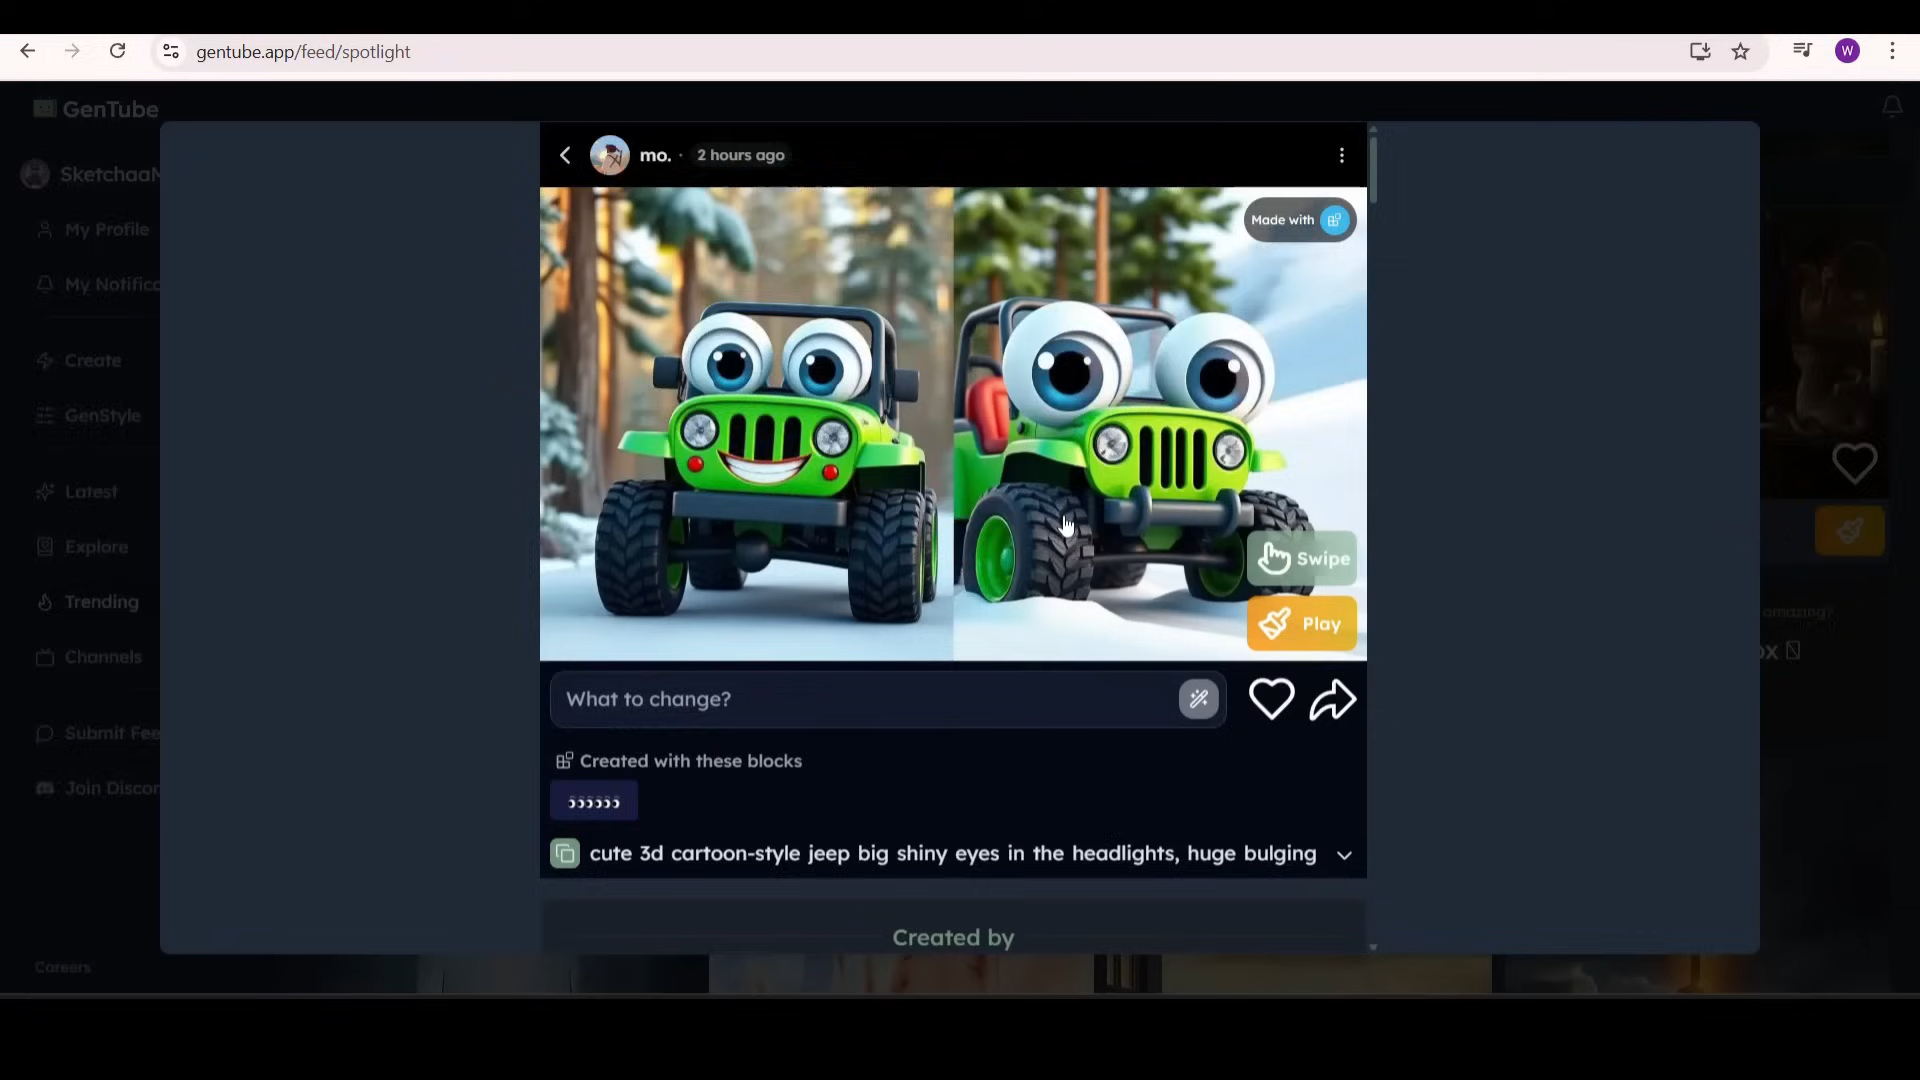 gentube.app/feed/spotlight
W
GenTube
SketchaaM
My Profile
My Notific
Create
GenStyle
Latest
Explore
Trending
Channels
Submit Fee
Join Discor
Careers
mo. · 2 hours ago
Made with
Swipe
Play
What to change?
Created with these blocks
cute 3d cartoon-style jeep big shiny eyes in the headlights, huge bulging
Created by
amazing?